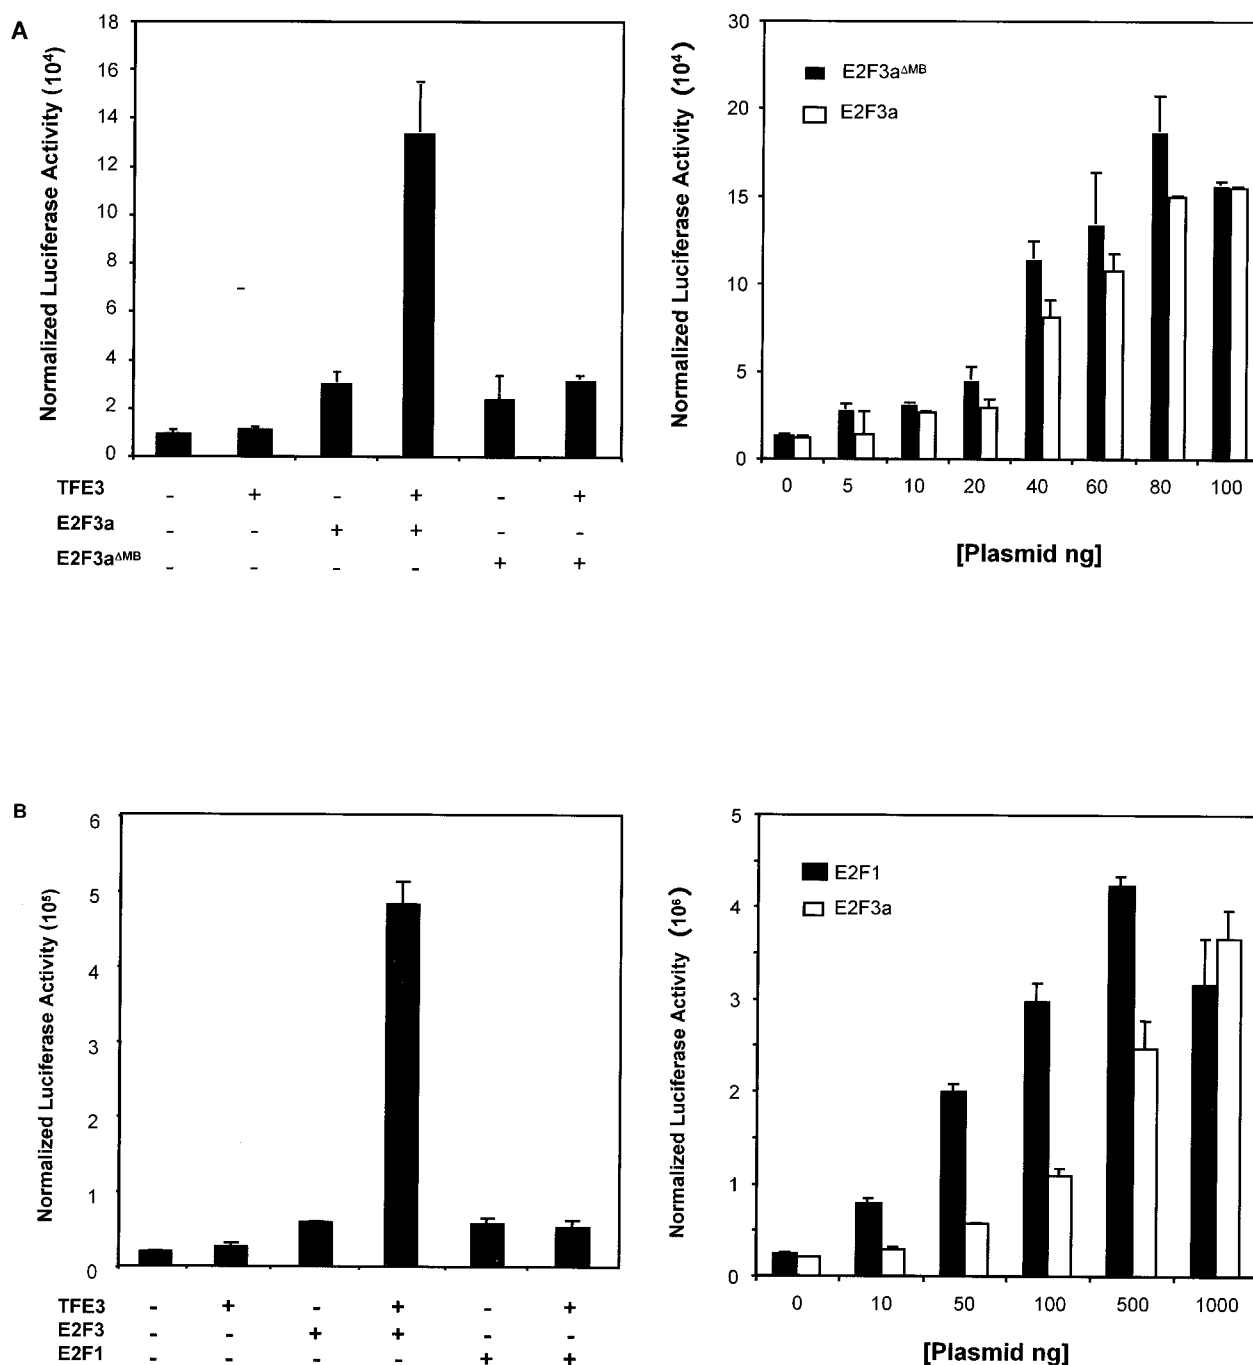 A
Normalized Luciferase Activity (10⁴)
18
16
14
12
10
8
6
4
2
0
TFE3 - + - + - +
E2F3a - - + + - -
E2F3aΔMB - - - - + +
Normalized Luciferase Activity (10⁴)
30
25
20
15
10
5
0
E2F3aΔMB
E2F3a
0 5 10 20 40 60 80 100
[Plasmid ng]
B
Normalized Luciferase Activity (10⁵)
6
5
4
3
2
1
0
TFE3 - + - + - +
E2F3 - - + + - -
E2F1 - - - - + +
Normalized Luciferase Activity (10⁶)
5
4
3
2
1
0
E2F1
E2F3a
0 10 50 100 500 1000
[Plasmid ng]